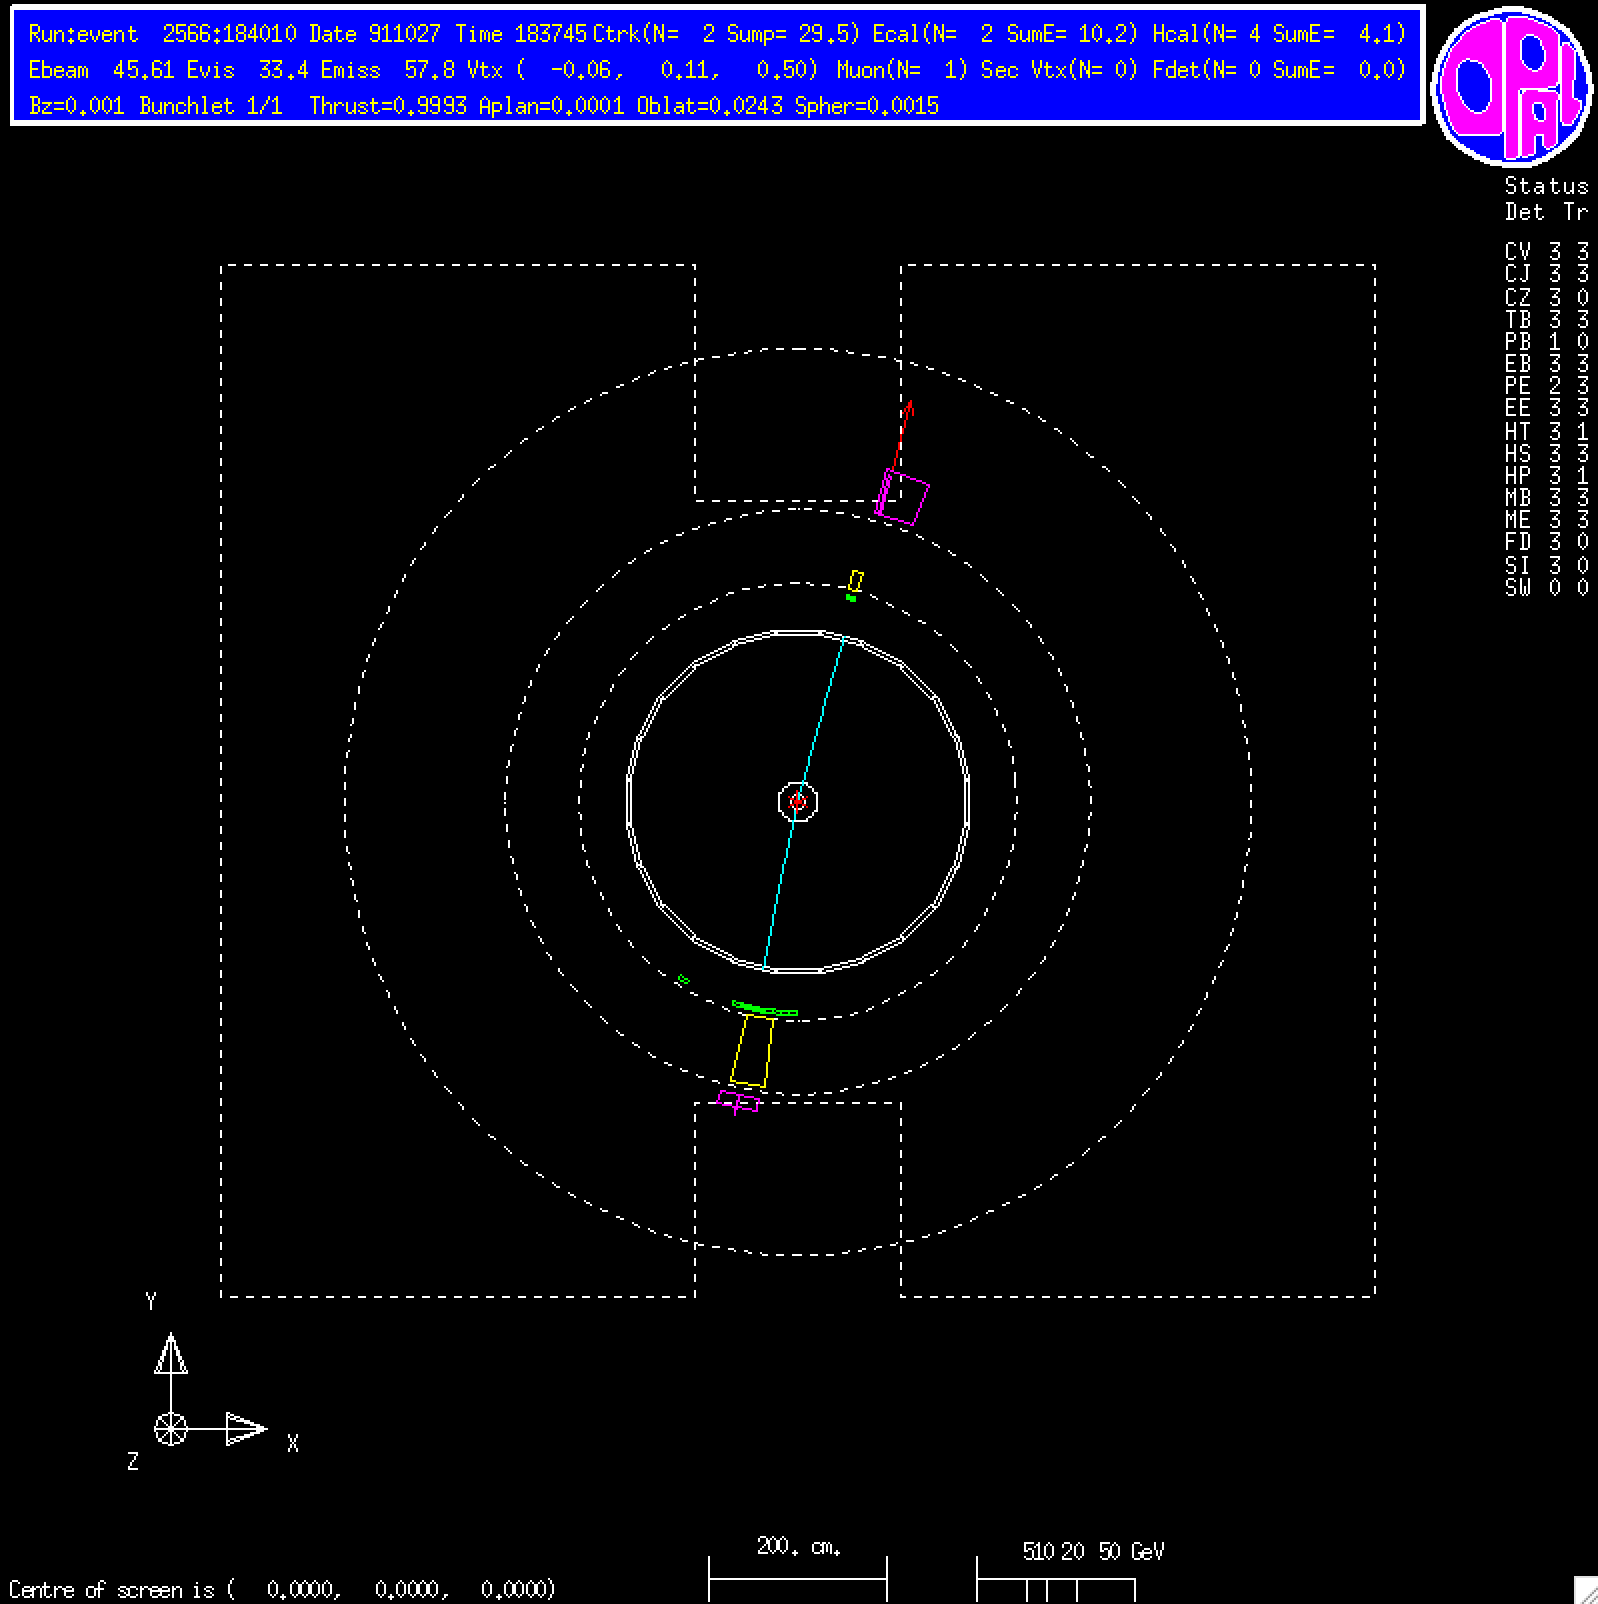 Run:event 2566:184010 Date 911027 Time 183745 Ctrk(N= 2 Sump= 29.5) Ecal(N= 2 SumE= 10.2) Hcal(N= 4 SumE= 4.1)
Ebeam 45.61 Evis 33.4 Emiss 57.8 Vtx ( -0.06, 0.11, 0.50) Muon(N= 1) Sec Vtx(N= 0) Fdet(N= 0 SumE= 0.0)
Bz=0.001 Bunchlet 1/1 Thrust=0.9993 Aplan=0.0001 Oblat=0.0243 Spher=0.0015
OPAL
Status
Det Tr
CV 3 3
CJ 3 3
CZ 3 0
TB 3 3
PB 1 0
EB 3 3
PE 2 3
EE 3 3
HT 3 1
HS 3 3
HP 3 1
MB 3 3
ME 3 3
FD 3 0
SI 3 0
SW 0 0
Y
X
Z
200. cm.
5 10 20 50 GeV
Centre of screen is ( 0.0000, 0.0000, 0.0000)